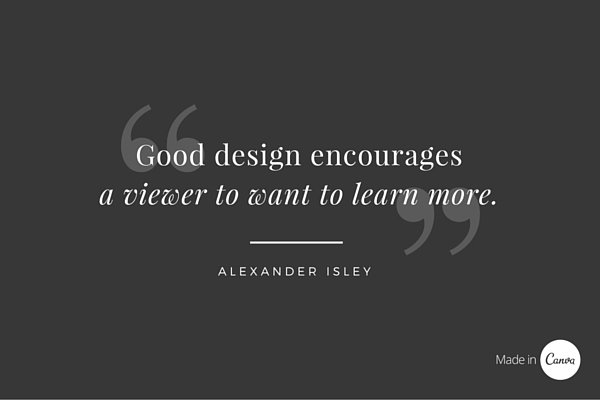 “
Good design encourages
a viewer to want to learn more.
”
ALEXANDER ISLEY
Made in Canva